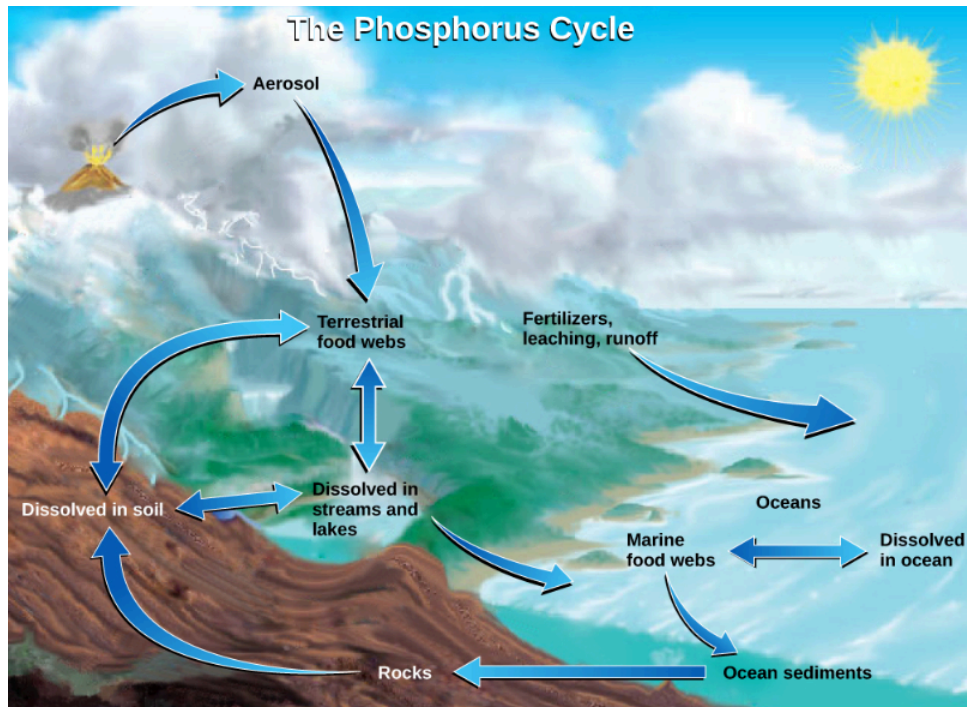 The Phosphorus Cycle
Aerosol
Terrestrial
food webs
Fertilizers,
leaching, runoff
Dissolved in soil
Dissolved in
streams and
lakes
Oceans
Marine
food webs
Dissolved
in ocean
Rocks
Ocean sediments